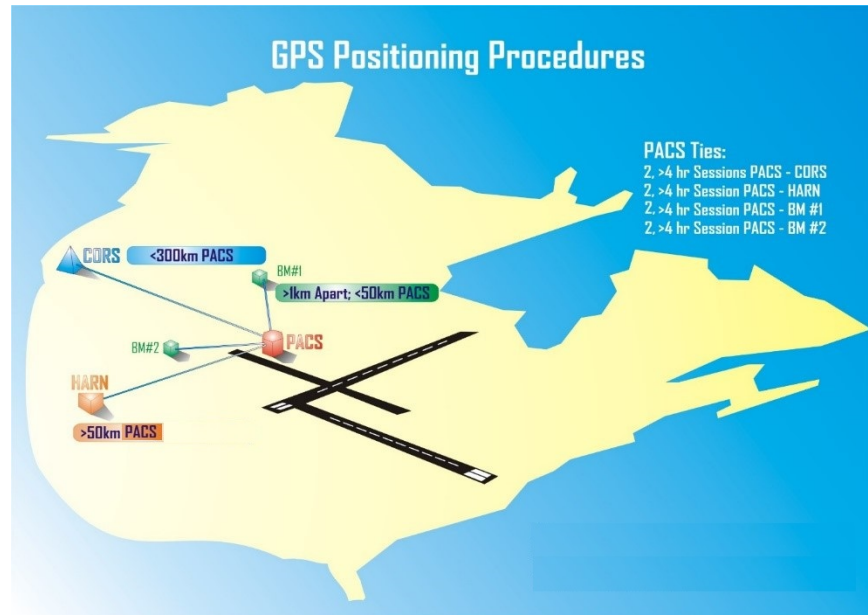 GPS Positioning Procedures
PACS Ties:
2, >4 hr Sessions PACS - CORS
2, >4 hr Session PACS - HARN
2, >4 hr Session PACS - BM #1
2, >4 hr Session PACS - BM #2
CORS
<300km PACS
BM#1
>1km Apart; <50km PACS
BM#2
PACS
HARN
>50km PACS